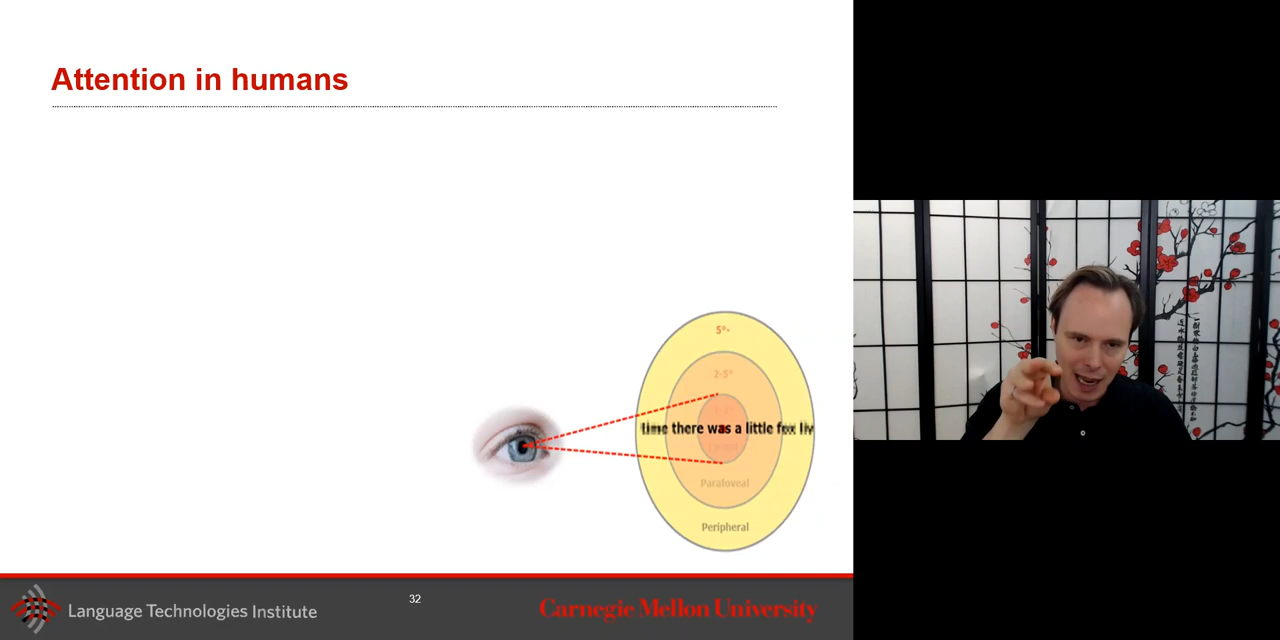 Attention in humans
5°-
2-5°
time there was a little fox liv
Parafoveal
Peripheral
Language Technologies Institute
32
Carnegie Mellon University